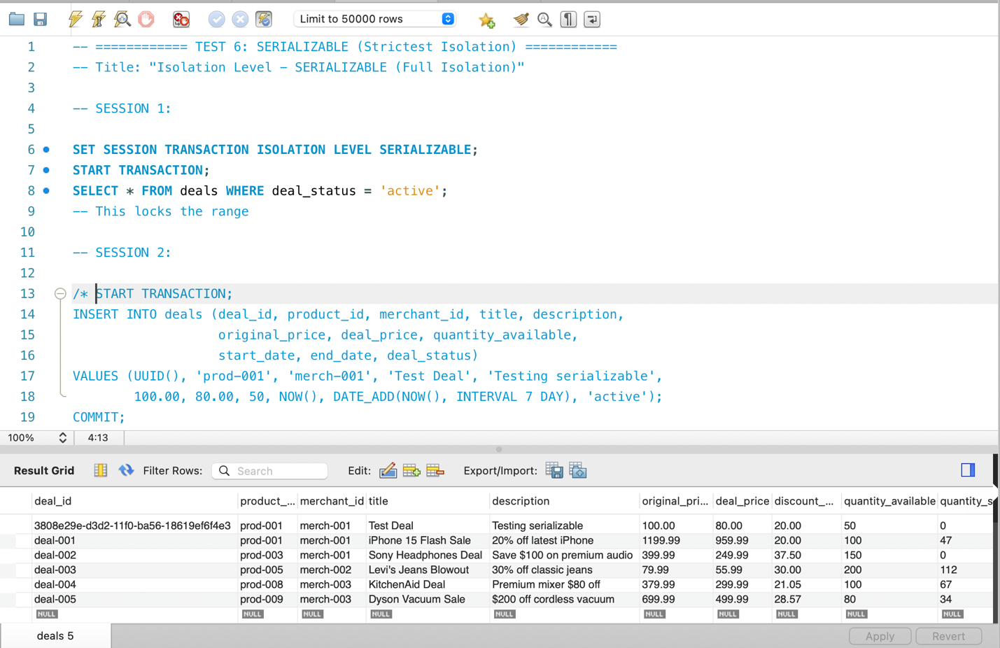 Limit to 50000 rows
1 -- ============ TEST 6: SERIALIZABLE (Strictest Isolation) ============
2 -- Title: "Isolation Level - SERIALIZABLE (Full Isolation)"
3
4 -- SESSION 1:
5
6 SET SESSION TRANSACTION ISOLATION LEVEL SERIALIZABLE;
7 START TRANSACTION;
8 SELECT * FROM deals WHERE deal_status = 'active';
9 -- This locks the range
10
11 -- SESSION 2:
12
13 /* START TRANSACTION;
14 INSERT INTO deals (deal_id, product_id, merchant_id, title, description,
15 original_price, deal_price, quantity_available,
16 start_date, end_date, deal_status)
17 VALUES (UUID(), 'prod-001', 'merch-001', 'Test Deal', 'Testing serializable',
18 100.00, 80.00, 50, NOW(), DATE_ADD(NOW(), INTERVAL 7 DAY), 'active');
19 COMMIT;
100% 4:13
Result Grid Filter Rows: Search Edit: Export/Import:
deal_id product_... merchant_id title description original_pri... deal_price discount_... quantity_available quantity_s
3808e29e-d3d2-11f0-ba56-18619ef6f4e3 prod-001 merch-001 Test Deal Testing serializable 100.00 80.00 20.00 50 0
deal-001 prod-001 merch-001 iPhone 15 Flash Sale 20% off latest iPhone 1199.99 959.99 20.00 100 47
deal-002 prod-003 merch-001 Sony Headphones Deal Save $100 on premium audio 399.99 249.99 37.50 150 0
deal-003 prod-005 merch-002 Levi's Jeans Blowout 30% off classic jeans 79.99 55.99 30.00 200 112
deal-004 prod-008 merch-003 KitchenAid Deal Premium mixer $80 off 379.99 299.99 21.05 100 67
deal-005 prod-009 merch-003 Dyson Vacuum Sale $200 off cordless vacuum 699.99 499.99 28.57 80 34
NULL NULL NULL NULL NULL NULL NULL NULL NULL NULL
deals 5 Apply Revert